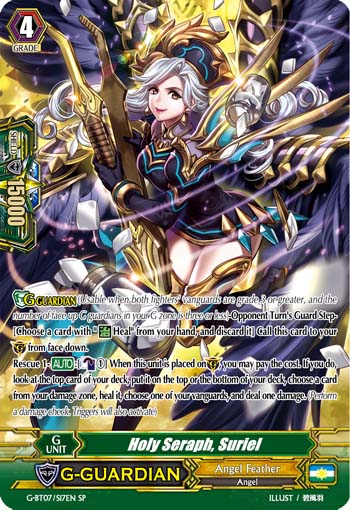 4
GRADE
SHIELD
15000
G GUARDIAN (Usable when both fighters' vanguards are grade 3 or greater, and the
number of face up G guardians in your G zone is three or less)-Opponent Turn's Guard Step-
[Choose a card with " Heal" from your hand, and discard it] Call this card to your
G from face down.
Rescue 1-AUTO:[ 1] When this unit is placed on G, you may pay the cost. If you do,
look at the top card of your deck, put it on the top or the bottom of your deck, choose a card
from your damage zone, heal it, choose one of your vanguards, and deal one damage. (Perform
a damage check. Triggers will also activate)
G
UNIT
Holy Seraph, Suriel
G-GUARDIAN
Angel Feather
Angel
G-BT07/S17EN SP
ILLUST / 碧風羽